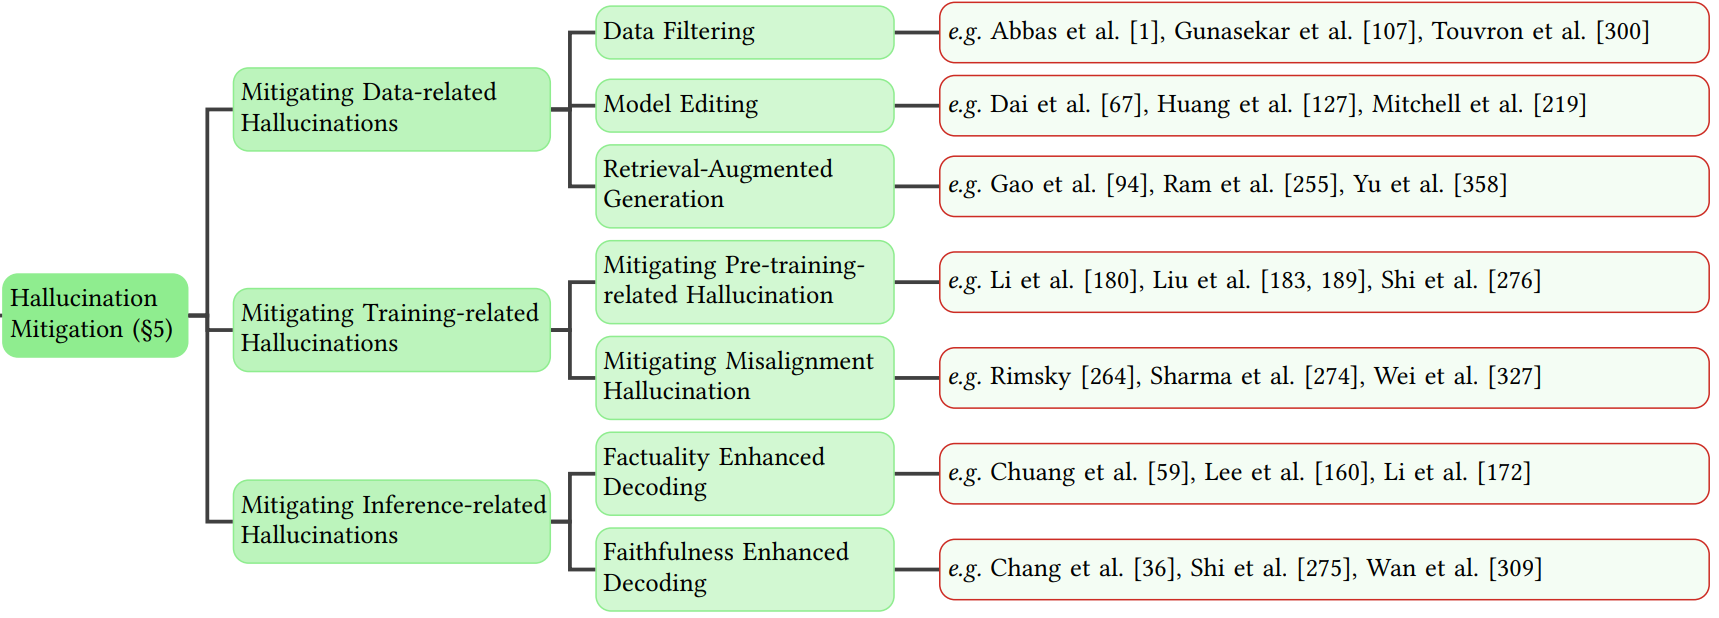 Hallucination
Mitigation (§5)
Mitigating Data-related
Hallucinations
Data Filtering
e.g. Abbas et al. [1], Gunasekar et al. [107], Touvron et al. [300]
Model Editing
e.g. Dai et al. [67], Huang et al. [127], Mitchell et al. [219]
Retrieval-Augmented
Generation
e.g. Gao et al. [94], Ram et al. [255], Yu et al. [358]
Mitigating Training-related
Hallucinations
Mitigating Pre-training-
related Hallucination
e.g. Li et al. [180], Liu et al. [183, 189], Shi et al. [276]
Mitigating Misalignment
Hallucination
e.g. Rimsky [264], Sharma et al. [274], Wei et al. [327]
Mitigating Inference-related
Hallucinations
Factuality Enhanced
Decoding
e.g. Chuang et al. [59], Lee et al. [160], Li et al. [172]
Faithfulness Enhanced
Decoding
e.g. Chang et al. [36], Shi et al. [275], Wan et al. [309]